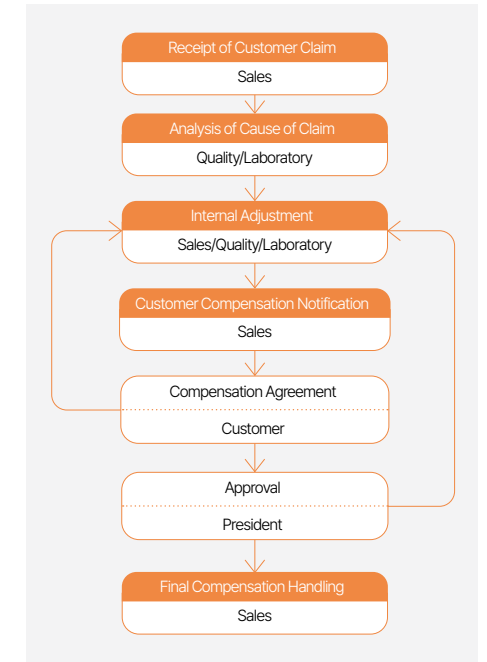 Receipt of Customer Claim
Sales
Analysis of Cause of Claim
Quality/Laboratory
Internal Adjustment
Sales/Quality/Laboratory
Customer Compensation Notification
Sales
Compensation Agreement
Customer
Approval
President
Final Compensation Handling
Sales